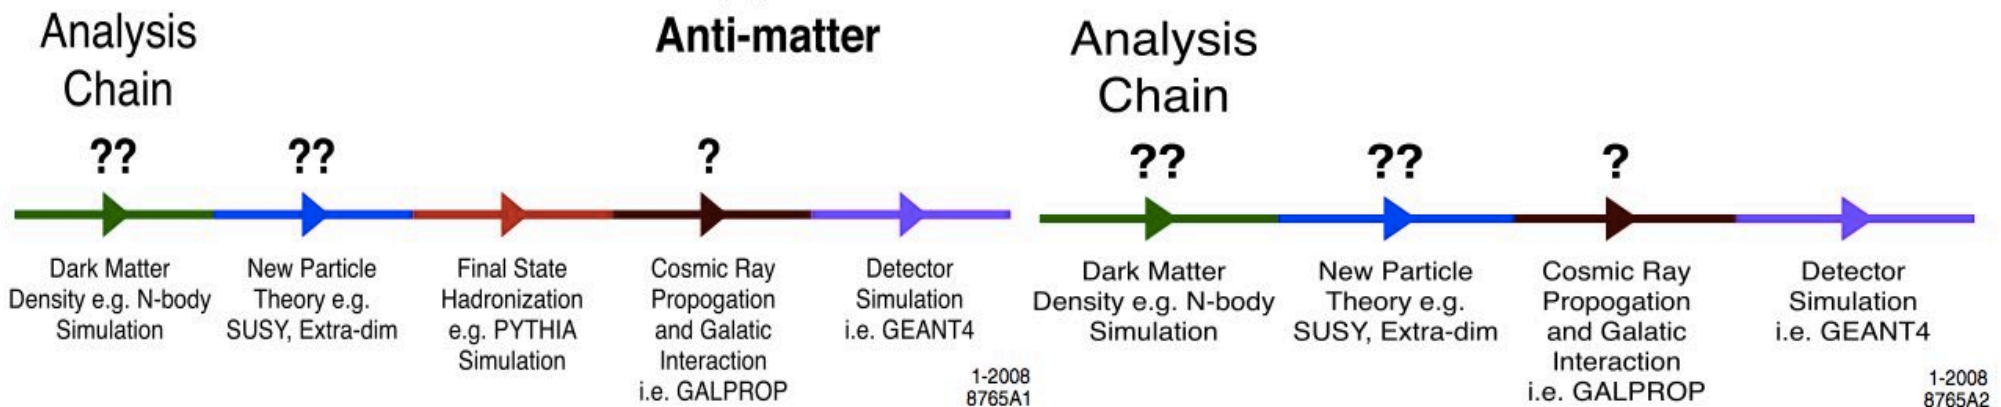 Analysis
Chain
Anti-matter
??
??
?
Dark Matter
Density e.g. N-body
Simulation
New Particle
Theory e.g.
SUSY, Extra-dim
Final State
Hadronization
e.g. PYTHIA
Simulation
Cosmic Ray
Propogation
and Galatic
Interaction
i.e. GALPROP
Detector
Simulation
i.e. GEANT4
1-2008
8765A1
Analysis
Chain
??
??
?
Dark Matter
Density e.g. N-body
Simulation
New Particle
Theory e.g.
SUSY, Extra-dim
Cosmic Ray
Propogation
and Galatic
Interaction
i.e. GALPROP
Detector
Simulation
i.e. GEANT4
1-2008
8765A2